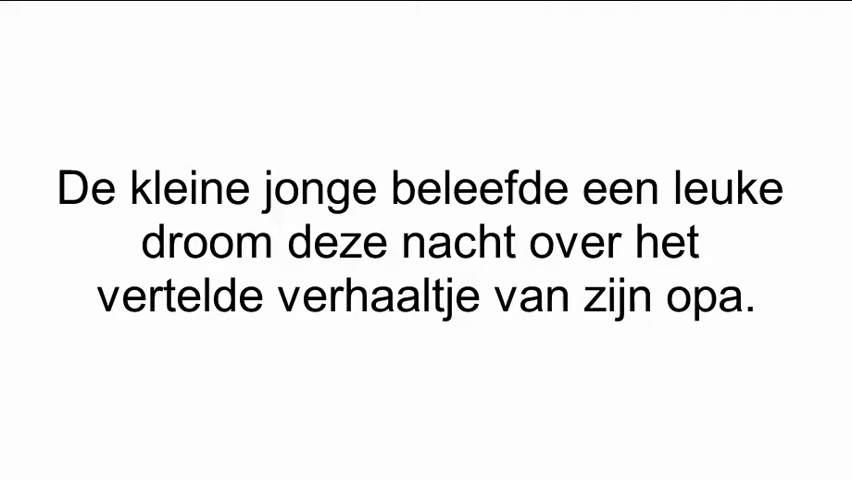 De kleine jonge beleefde een leuke
droom deze nacht over het
vertelde verhaaltje van zijn opa.